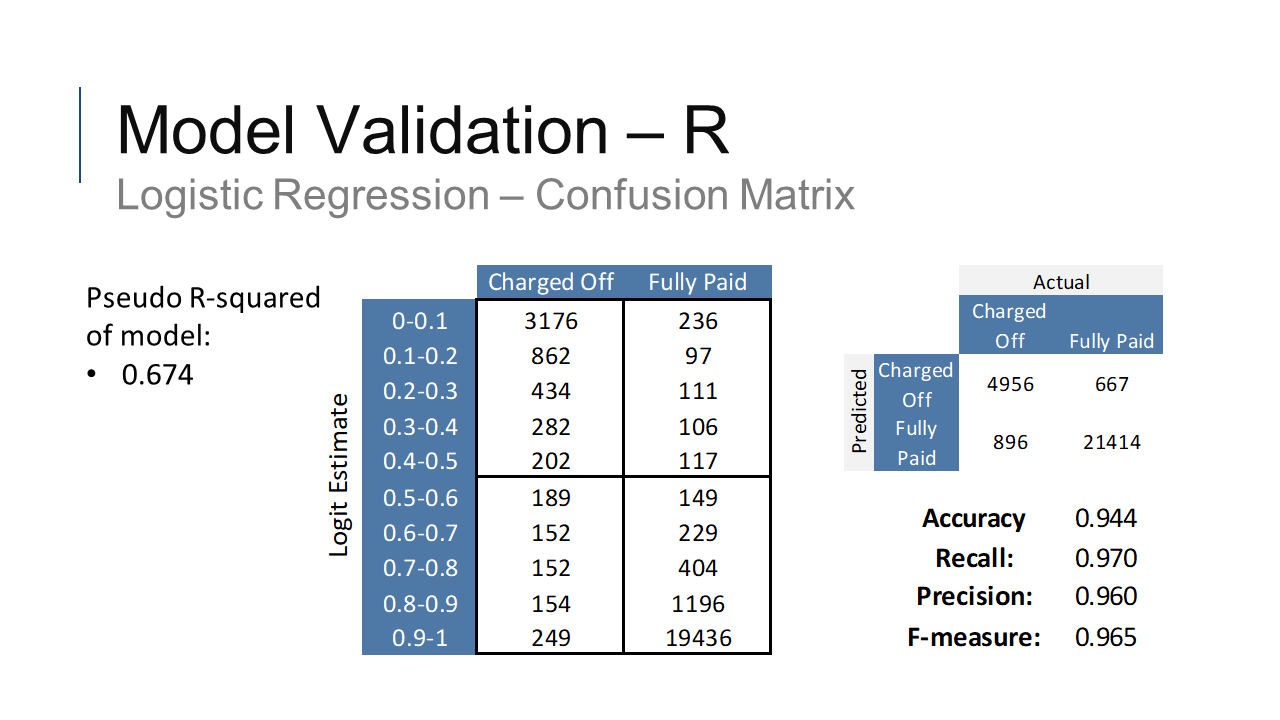 Model Validation – R
Logistic Regression – Confusion Matrix
Pseudo R-squared
of model:
• 0.674
Logit Estimate
Charged Off Fully Paid
0-0.1 3176 236
0.1-0.2 862 97
0.2-0.3 434 111
0.3-0.4 282 106
0.4-0.5 202 117
0.5-0.6 189 149
0.6-0.7 152 229
0.7-0.8 152 404
0.8-0.9 154 1196
0.9-1 249 19436
Actual
Charged
Off Fully Paid
Predicted
Charged
Off 4956 667
Fully
Paid 896 21414
Accuracy 0.944
Recall: 0.970
Precision: 0.960
F-measure: 0.965